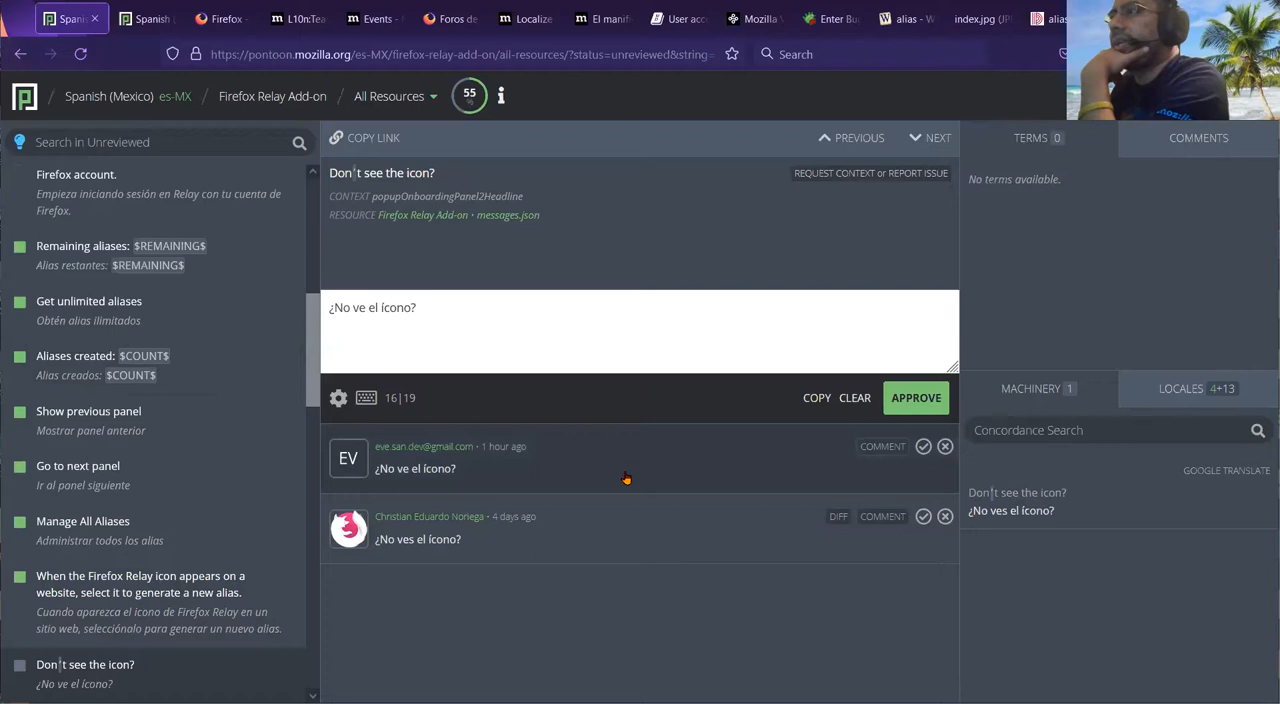 Spanish
Spanish (
Firefox -
L10n:Tea
Events -
Foros de
Localize
El manife
User acco
Mozilla V
Enter Bug
alias - W
index.jpg (JP
alias
https://pontoon.mozilla.org/es-MX/firefox-relay-add-on/all-resources/?status=unreviewed&string=
Search
/ Spanish (Mexico) es-MX / Firefox Relay Add-on / All Resources
55
%
Search in Unreviewed
COPY LINK
PREVIOUS
NEXT
TERMS 0
COMMENTS
Firefox account.
Empieza iniciando sesión en Relay con tu cuenta de
Firefox.
Remaining aliases: $REMAINING$
Alias restantes: $REMAINING$
Get unlimited aliases
Obtén alias ilimitados
Aliases created: $COUNT$
Alias creados: $COUNT$
Show previous panel
Mostrar panel anterior
Go to next panel
Ir al panel siguiente
Manage All Aliases
Administrar todos los alias
When the Firefox Relay icon appears on a
website, select it to generate a new alias.
Cuando aparezca el icono de Firefox Relay en un
sitio web, selecciónalo para generar un nuevo alias.
Don't see the icon?
¿No ve el ícono?
Don't see the icon?
REQUEST CONTEXT or REPORT ISSUE
CONTEXT popupOnboardingPanel2Headline
RESOURCE Firefox Relay Add-on • messages.json
¿No ve el ícono?
16|19
COPY
CLEAR
APPROVE
EV
eve.san.dev@gmail.com • 1 hour ago
COMMENT
¿No ve el ícono?
Christian Eduardo Noriega • 4 days ago
DIFF
COMMENT
¿No ves el ícono?
No terms available.
MACHINERY 1
LOCALES 4+13
Concordance Search
GOOGLE TRANSLATE
Don't see the icon?
¿No ves el ícono?